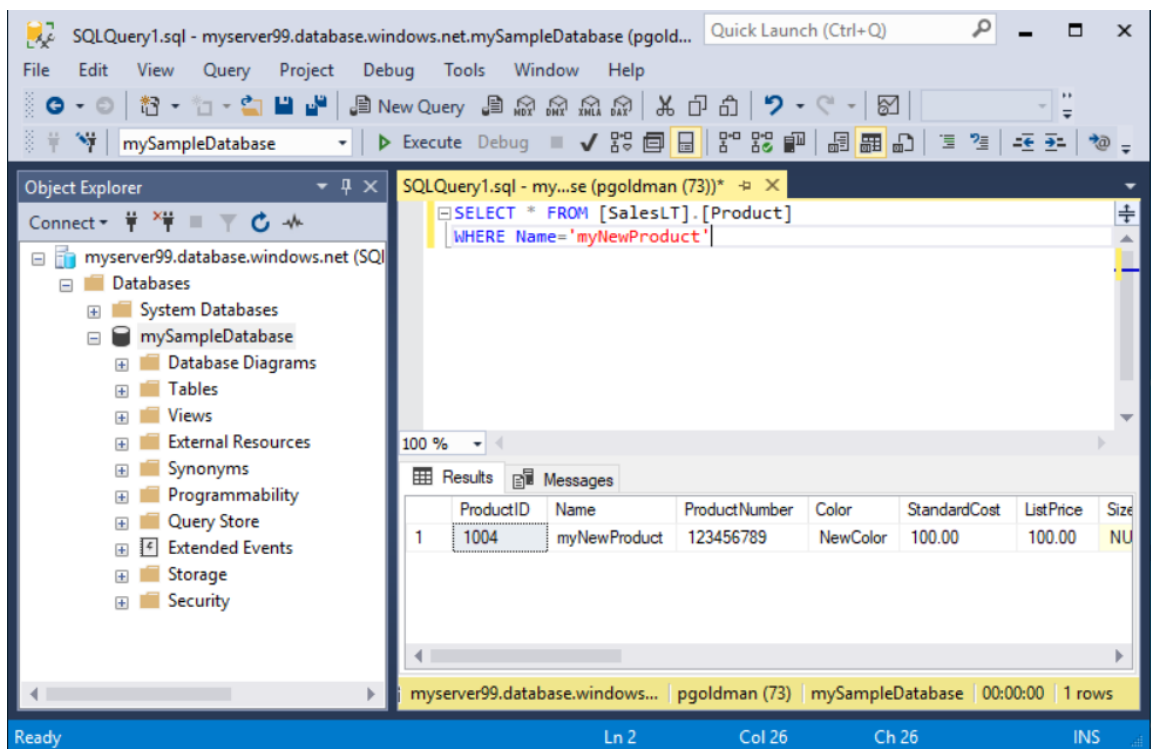 SQLQuery1.sql - myserver99.database.windows.net.mySampleDatabase (pgold... Quick Launch (Ctrl+Q)
File Edit View Query Project Debug Tools Window Help
New Query MDX DMX XMLA DAX
mySampleDatabase Execute Debug
Object Explorer
Connect
myserver99.database.windows.net (SQl
Databases
System Databases
mySampleDatabase
Database Diagrams
Tables
Views
External Resources
Synonyms
Programmability
Query Store
Extended Events
Storage
Security
SQLQuery1.sql - my...se (pgoldman (73))*
SELECT * FROM [SalesLT].[Product]
WHERE Name='myNewProduct'
100 %
Results Messages
ProductID Name ProductNumber Color StandardCost ListPrice Size
1 1004 myNewProduct 123456789 NewColor 100.00 100.00 NU
myserver99.database.windows... pgoldman (73) mySampleDatabase 00:00:00 1 rows
Ready Ln 2 Col 26 Ch 26 INS